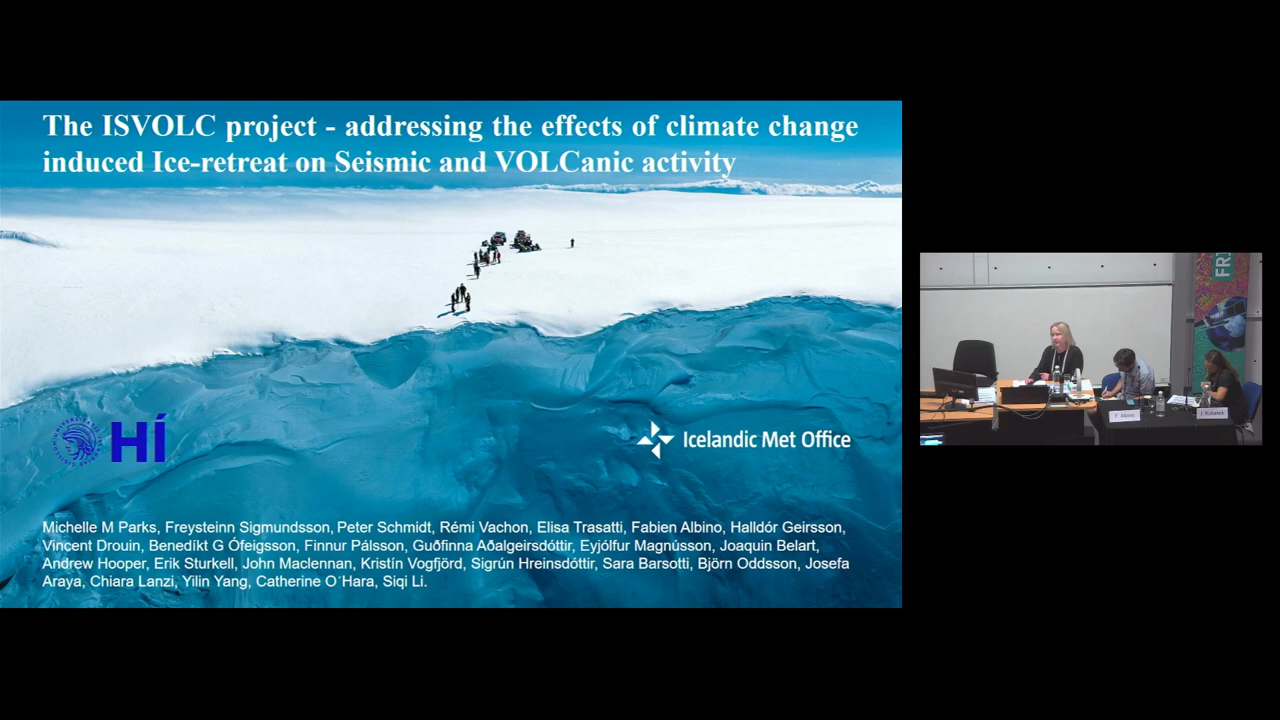 The ISVOLC project - addressing the effects of climate change
induced Ice-retreat on Seismic and VOLCanic activity
HÍ
Icelandic Met Office
Michelle M Parks, Freysteinn Sigmundsson, Peter Schmidt, Rémi Vachon, Elisa Trasatti, Fabien Albino, Halldór Geirsson,
Vincent Drouin, Benedíkt G Ófeigsson, Finnur Pálsson, Guðfinna Aðalgeirsdóttir, Eyjólfur Magnússon, Joaquin Belart,
Andrew Hooper, Erik Sturkell, John Maclennan, Kristín Vogfjörd, Sigrún Hreinsdóttir, Sara Barsotti, Björn Oddsson, Josefa
Araya, Chiara Lanzi, Yilin Yang, Catherine O´Hara, Siqi Li.
F. Albino